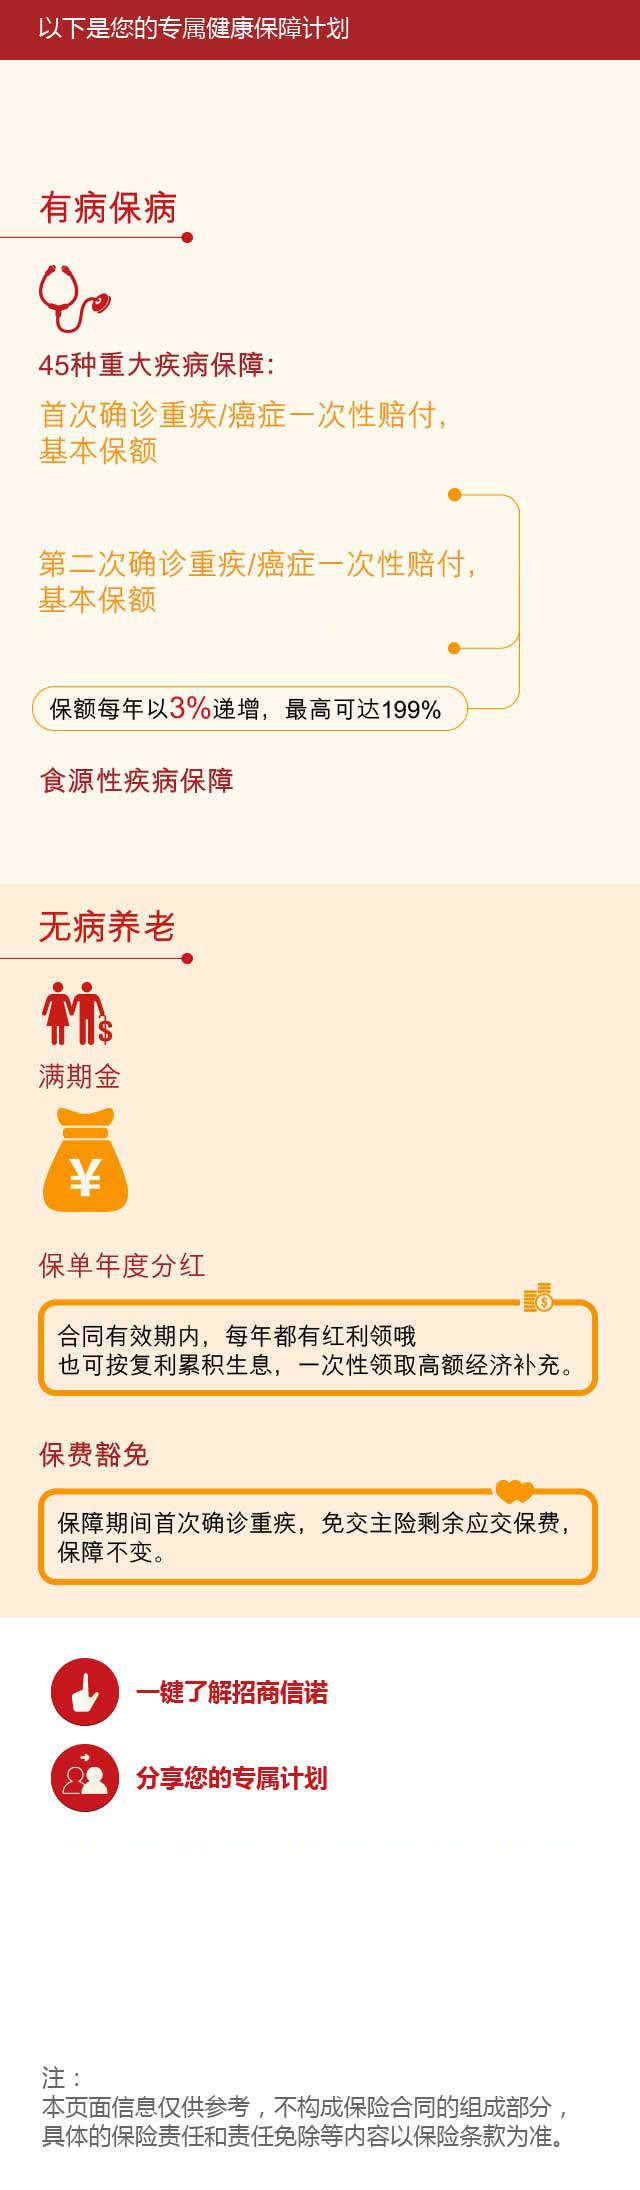 以下是您的专属健康保障计划
有病保病
45种重大疾病保障：
首次确诊重疾/癌症一次性赔付，
基本保额
第二次确诊重疾/癌症一次性赔付，
基本保额
保额每年以3%递增，最高可达199%
食源性疾病保障
无病养老
$
满期金
¥
保单年度分红
$
合同有效期内，每年都有红利领哦
也可按复利累积生息，一次性领取高额经济补充。
保费豁免
保障期间首次确诊重疾，免交主险剩余应交保费，
保障不变。
一键了解招商信诺
分享您的专属计划
注：
本页面信息仅供参考，不构成保险合同的组成部分，
具体的保险责任和责任免除等内容以保险条款为准。